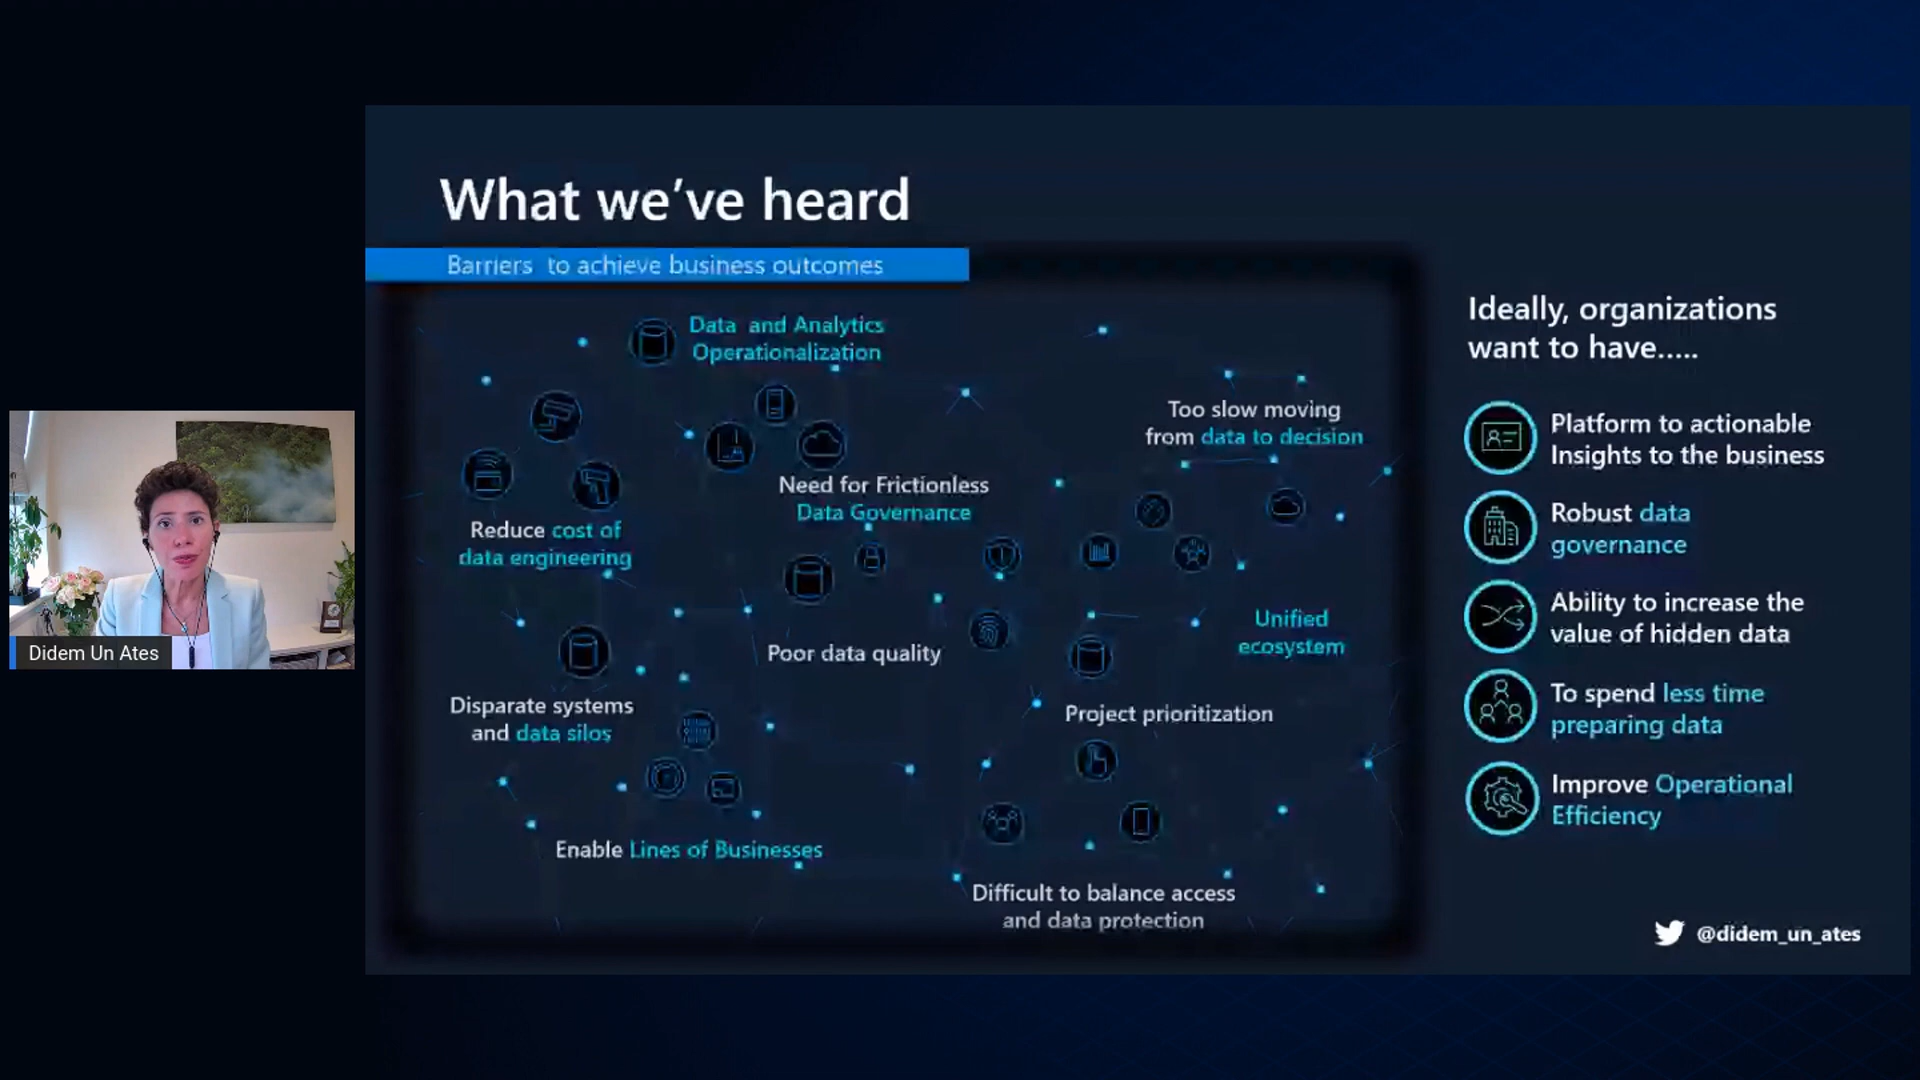 What we've heard
Barriers to achieve business outcomes
Data and Analytics
Operationalization
Too slow moving
from data to decision
Need for Frictionless
Data Governance
Reduce cost of
data engineering
Unified
ecosystem
Poor data quality
Disparate systems
and data silos
Project prioritization
Enable Lines of Businesses
Difficult to balance access
and data protection
Ideally, organizations
want to have.....
Platform to actionable
Insights to the business
Robust data
governance
Ability to increase the
value of hidden data
To spend less time
preparing data
Improve Operational
Efficiency
@didem_un_ates
Didem Un Ates